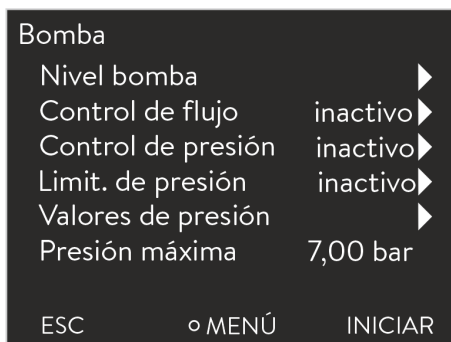 Bomba
Nivel bomba
Control de flujo inactivo
Control de presión inactivo
Limit. de presión inactivo
Valores de presión
Presión máxima 7,00 bar
ESC MENÚ INICIAR